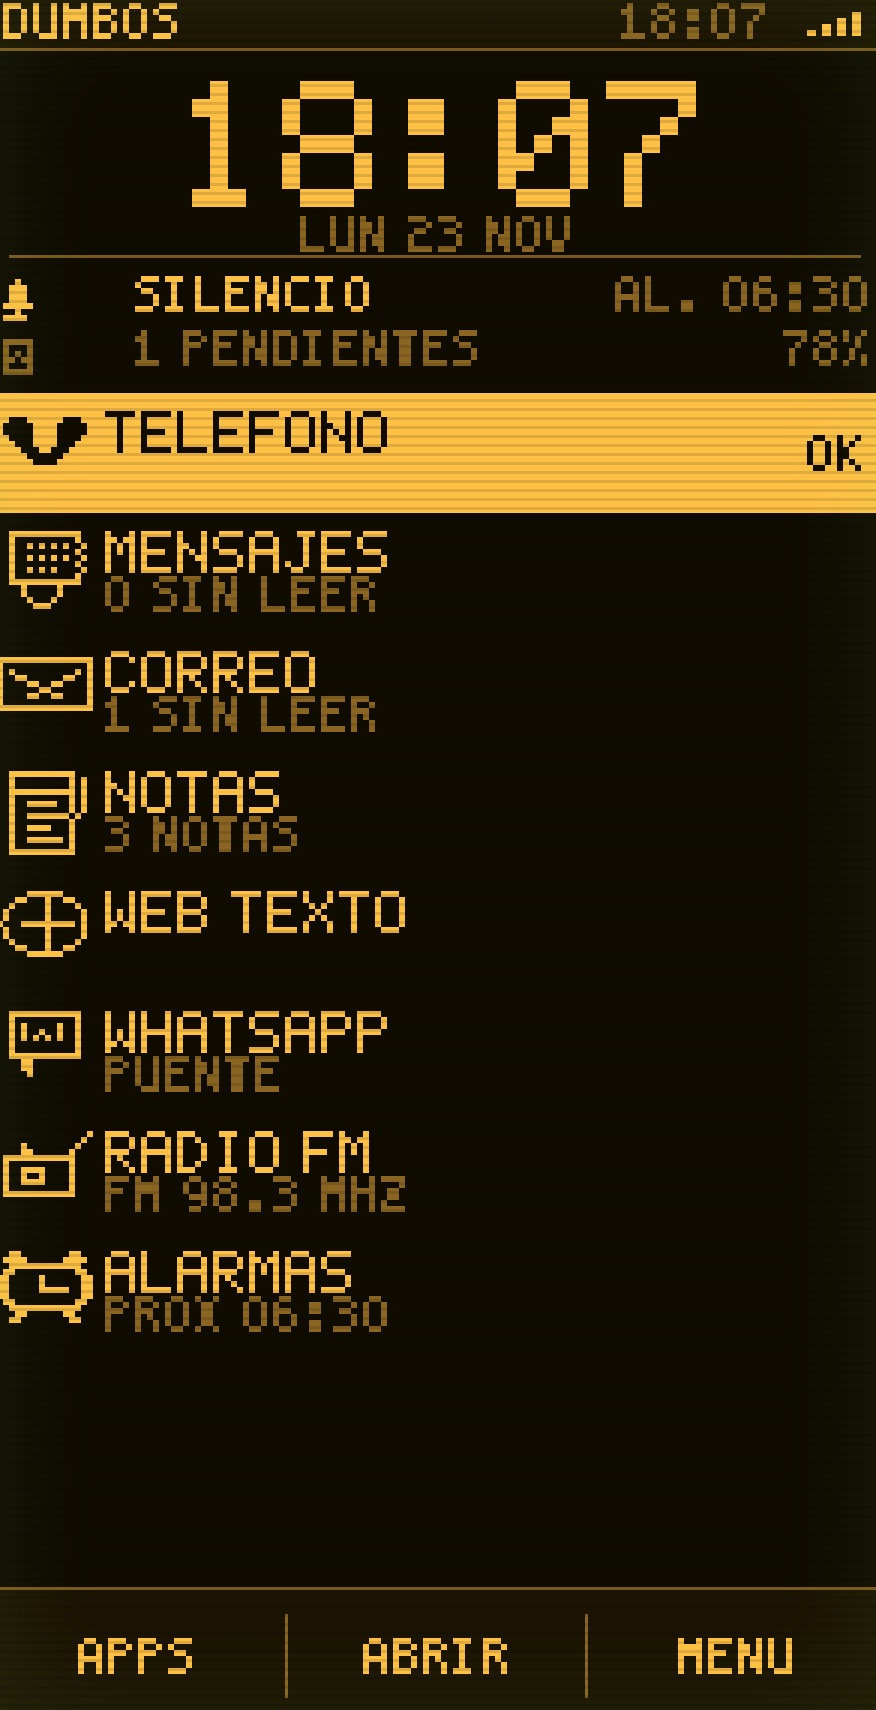 DUMBOS 18:07
18:07
LUN 23 NOV
SILENCIO AL. 06:30
1 PENDIENTES 78%
TELEFONO OK
MENSAJES
0 SIN LEER
CORREO
1 SIN LEER
NOTAS
3 NOTAS
WEB TEXTO
WHATSAPP
PUENTE
RADIO FM
FM 98.3 MHZ
ALARMAS
PROX 06:30
APPS ABRIR MENU